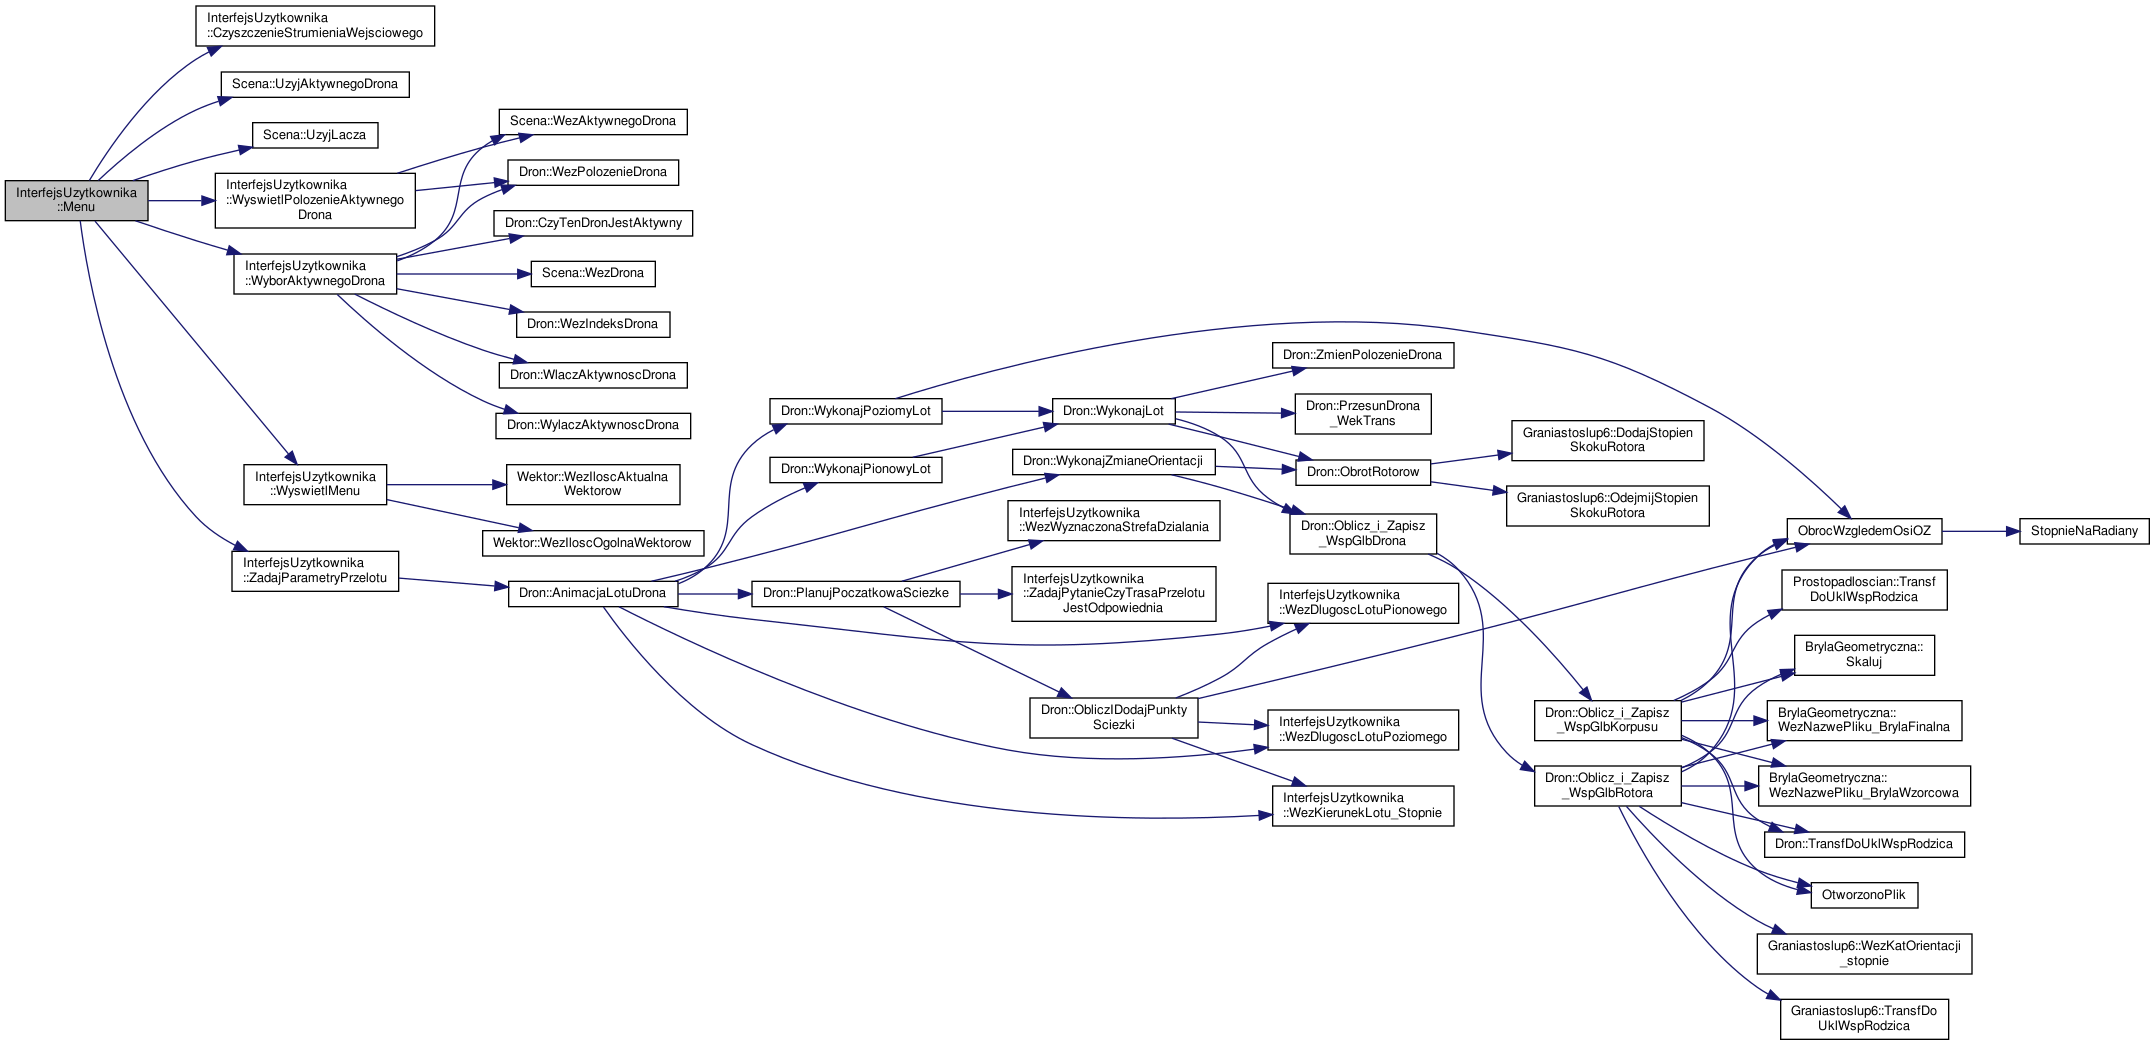 InterfejsUzytkownika
::Menu
InterfejsUzytkownika
::CzyszczenieStrumieniaWejsciowego
Scena::UzyjAktywnegoDrona
Scena::UzyjLacza
InterfejsUzytkownika
::WyswietlPolozenieAktywnego
Drona
InterfejsUzytkownika
::WyborAktywnegoDrona
InterfejsUzytkownika
::WyswietlMenu
InterfejsUzytkownika
::ZadajParametryPrzelotu
Scena::WezAktywnegoDrona
Dron::WezPolozenieDrona
Dron::CzyTenDronJestAktywny
Scena::WezDrona
Dron::WezIndeksDrona
Dron::WlaczAktywnoscDrona
Dron::WylaczAktywnoscDrona
Wektor::WezIloscAktualna
Wektorow
Wektor::WezIloscOgolnaWektorow
Dron::AnimacjaLotuDrona
Dron::WykonajPoziomyLot
Dron::WykonajPionowyLot
Dron::PlanujPoczatkowaSciezke
Dron::WykonajLot
Dron::WykonajZmianeOrientacji
InterfejsUzytkownika
::WezWyznaczonaStrefaDzialania
InterfejsUzytkownika
::ZadajPytanieCzyTrasaPrzelotu
JestOdpowiednia
Dron::ObliczIDodajPunkty
Sciezki
Dron::ZmienPolozenieDrona
Dron::PrzesunDrona
_WekTrans
Dron::ObrotRotorow
Dron::Oblicz_i_Zapisz
_WspGlbDrona
InterfejsUzytkownika
::WezDlugoscLotuPionowego
InterfejsUzytkownika
::WezDlugoscLotuPoziomego
InterfejsUzytkownika
::WezKierunekLotu_Stopnie
Graniastoslup6::DodajStopien
SkokuRotora
Graniastoslup6::OdejmijStopien
SkokuRotora
Dron::Oblicz_i_Zapisz
_WspGlbKorpusu
Dron::Oblicz_i_Zapisz
_WspGlbRotora
ObrocWzgledemOsiOZ
Prostopadloscian::Transf
DoUklWspRodzica
BrylaGeometryczna::
Skaluj
BrylaGeometryczna::
WezNazwePliku_BrylaFinalna
BrylaGeometryczna::
WezNazwePliku_BrylaWzorcowa
Dron::TransfDoUklWspRodzica
OtworzonoPlik
Graniastoslup6::WezKatOrientacji
_stopnie
Graniastoslup6::TransfDo
UklWspRodzica
StopnieNaRadiany